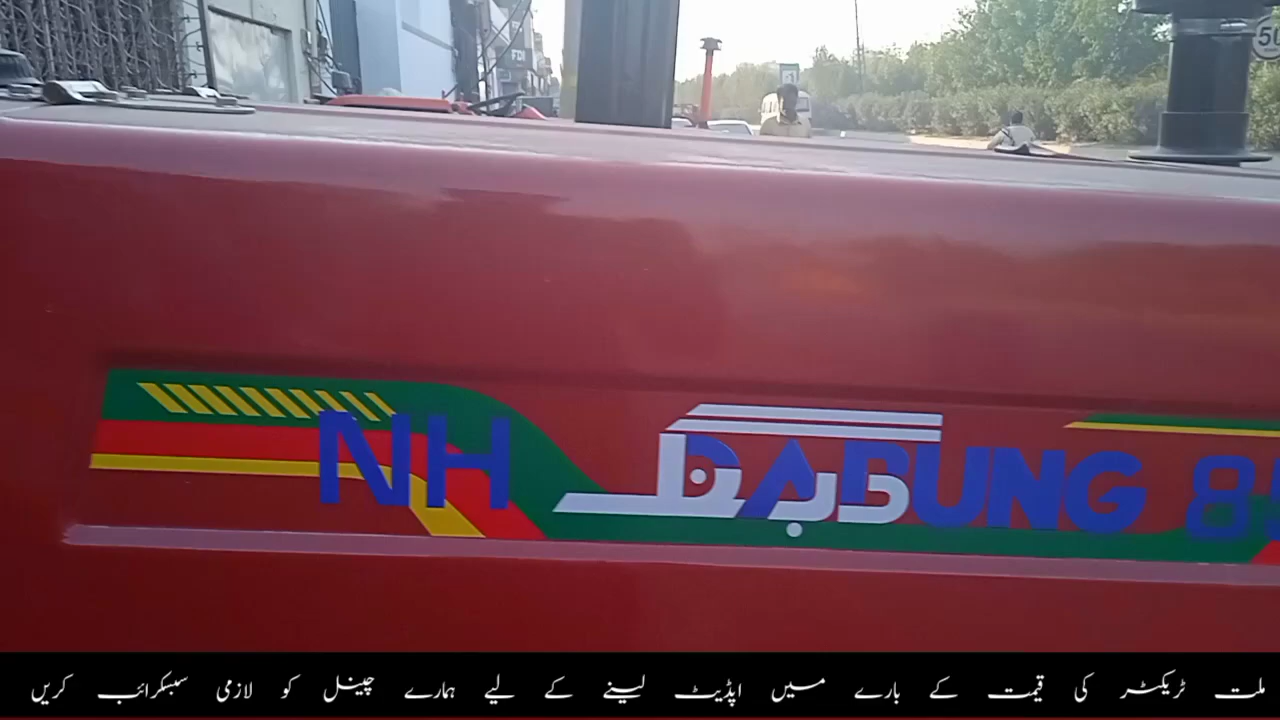 NH DABUNG 85
دبنگ
ملت ٹریکٹر کی قیمت کے بارے میں اپڈیٹ لینے کے لیے ہمارے چینل کو لازمی سبسکرائب کریں